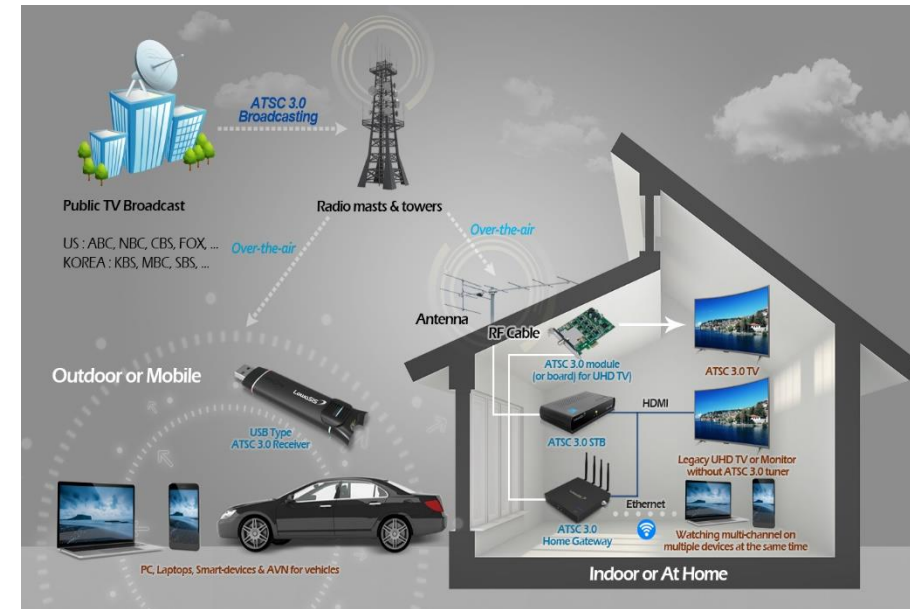 ATSC 3.0
Broadcasting
Public TV Broadcast
Radio masts & towers
US : ABC, NBC, CBS, FOX, ...
KOREA : KBS, MBC, SBS, ...
Over-the-air
Over-the-air
Antenna
RF Cable
ATSC 3.0 module
(or board) for UHD TV)
ATSC 3.0 TV
Outdoor or Mobile
USB Type
ATSC 3.0 Receiver
HDMI
ATSC 3.0 STB
Legacy UHD TV or Monitor
without ATSC 3.0 tuner
Ethernet
ATSC 3.0
Home Gateway
Watching multi-channel on
multiple devices at the same time
PC, Laptops, Smart-devices & AVN for vehicles
Indoor or At Home